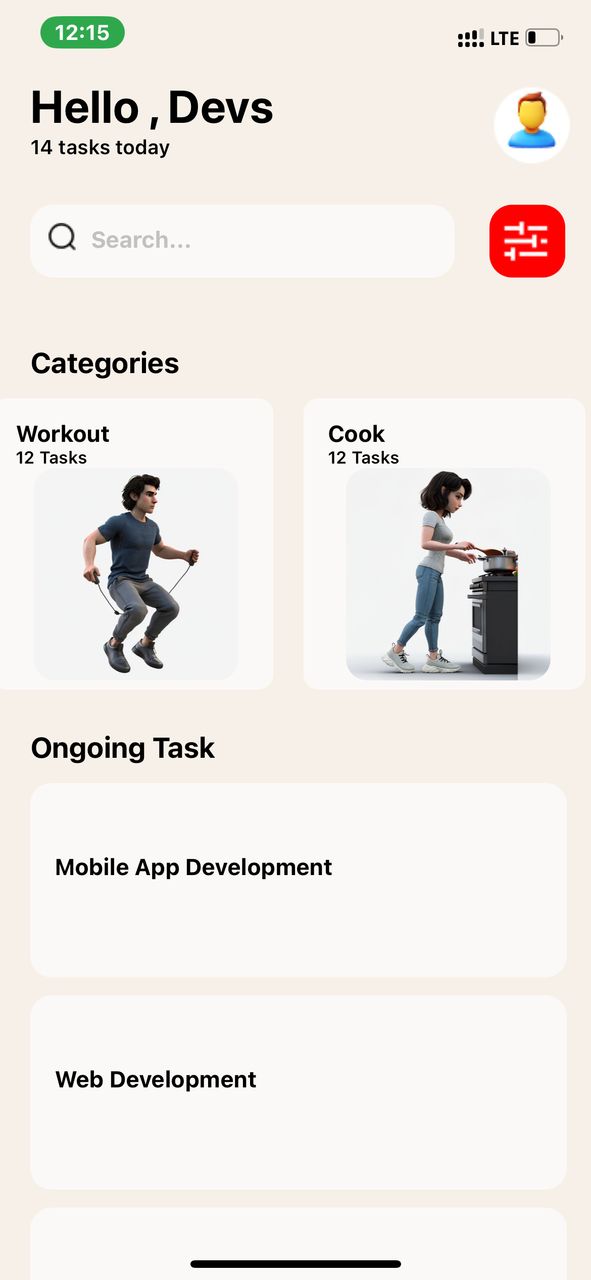 12:15 LTE
Hello , Devs
14 tasks today
Search...
Categories
Workout
12 Tasks
Cook
12 Tasks
Ongoing Task
Mobile App Development
Web Development